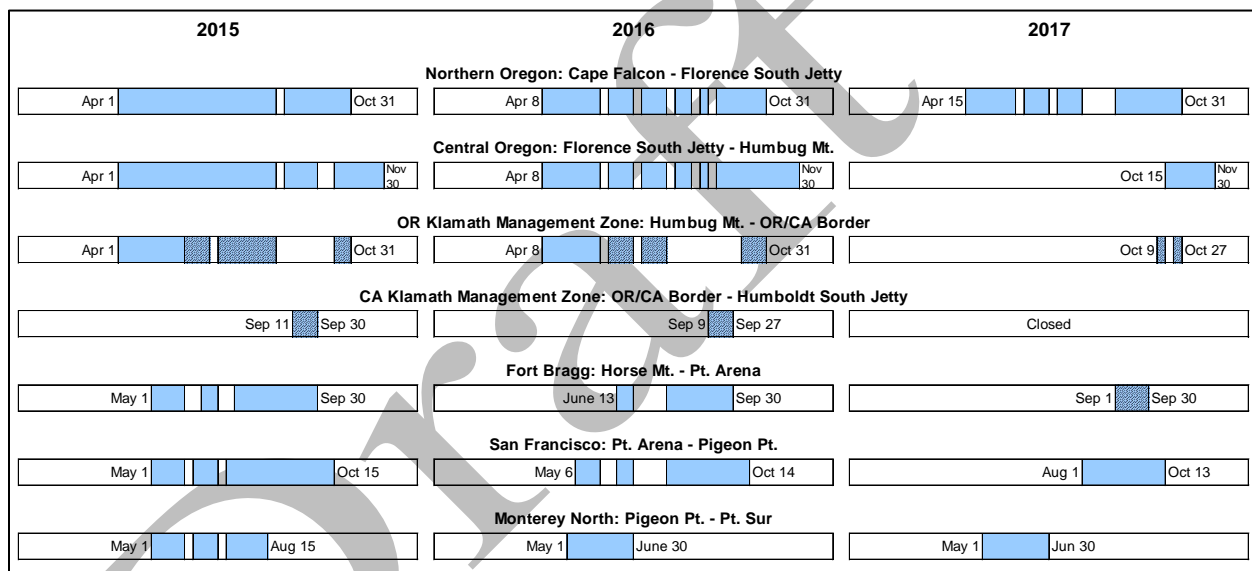 2015 2016 2017
Northern Oregon: Cape Falcon - Florence South Jetty
Apr 1 Oct 31 Apr 8 Oct 31 Apr 15 Oct 31
Central Oregon: Florence South Jetty - Humbug Mt.
Apr 1 Nov 30 Apr 8 Nov 30 Oct 15 Nov 30
OR Klamath Management Zone: Humbug Mt. - OR/CA Border
Apr 1 Oct 31 Apr 8 Oct 31 Oct 9 Oct 27
CA Klamath Management Zone: OR/CA Border - Humboldt South Jetty
Sep 11 Sep 30 Sep 9 Sep 27 Closed
Fort Bragg: Horse Mt. - Pt. Arena
May 1 Sep 30 June 13 Sep 30 Sep 1 Sep 30
San Francisco: Pt. Arena - Pigeon Pt.
May 1 Oct 15 May 6 Oct 14 Aug 1 Oct 13
Monterey North: Pigeon Pt. - Pt. Sur
May 1 Aug 15 May 1 June 30 May 1 Jun 30
Draft